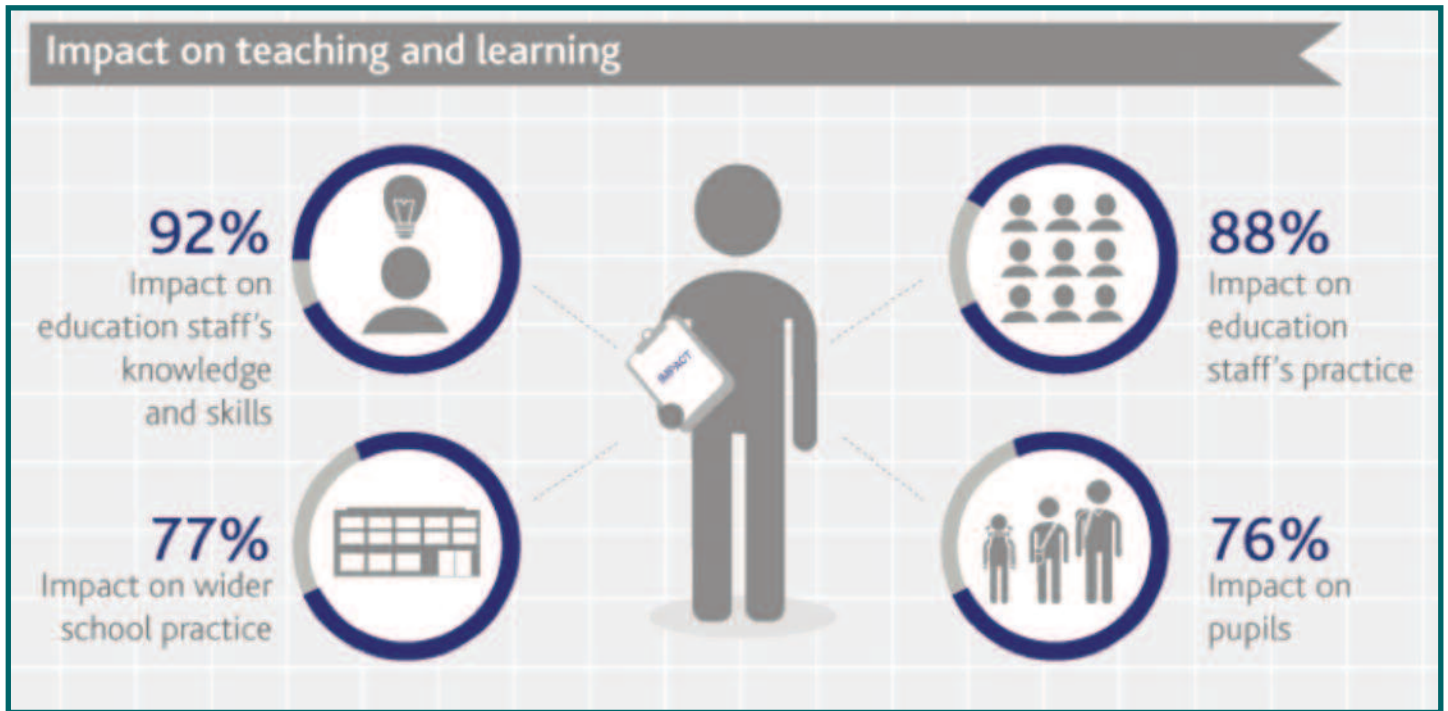 Impact on teaching and learning
92%
Impact on
education staff's
knowledge
and skills
88%
Impact on
education
staff's practice
IMPACT
77%
Impact on wider
school practice
76%
Impact on
pupils